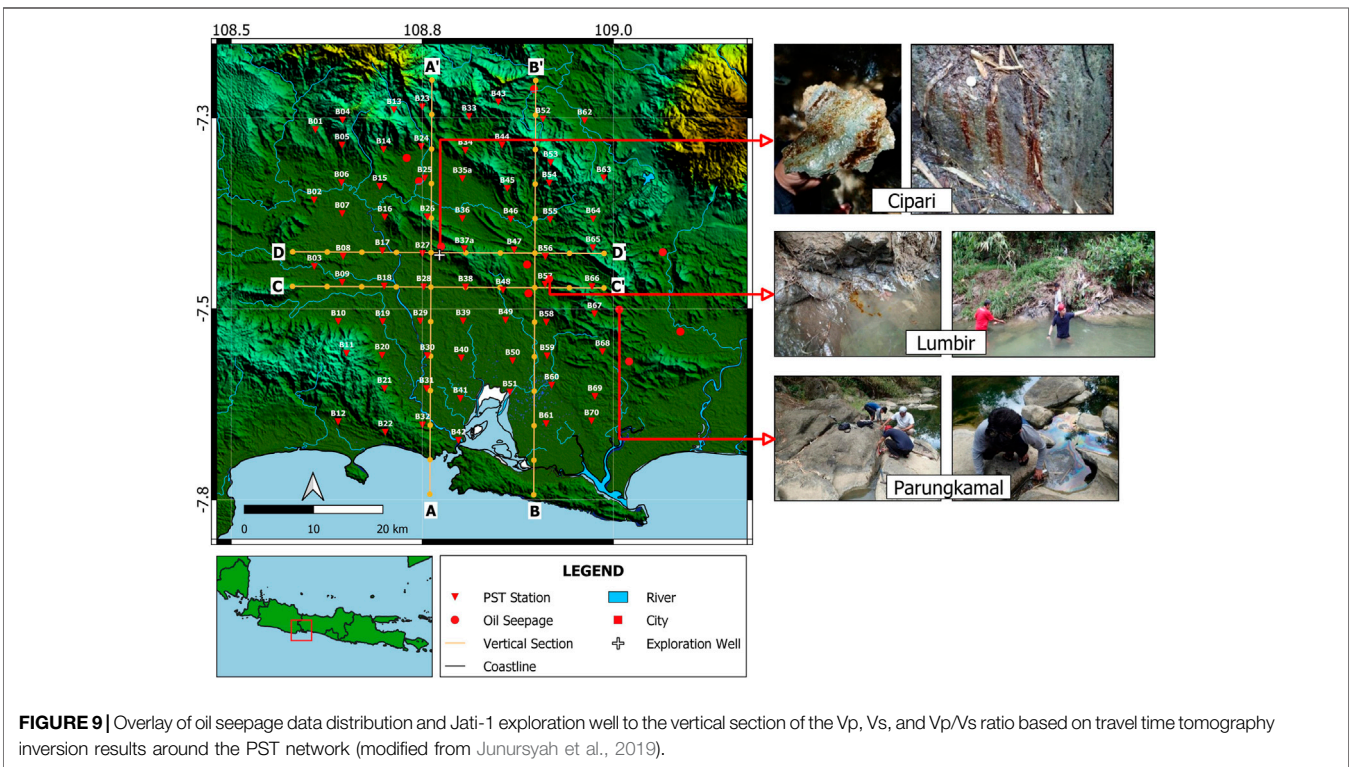 108.5 108.8 109.0
A' B'
B43
B13 B23
B04 B33 B52 B62
-7.3
B01
B05 B24 B44
B14 B34
B53
B25 B35a B54 B63
B06 B15 B45
B02
B07 B16 B26 B36 B46 B55 B64
B17 B37a B47 B65
D B08 B27 B56 D'
B03
B09 B18 B28 B38 B48 B57 B66
C C'
-7.5
B10 B19 B29 B39 B49 B58 B67
B11 B20 B30 B40 B50 B59 B68
B21 B31 B41 B51 B60 B69
B12 B22 B32 B42 B61 B70
-7.8
A B
0 10 20 km
Cipari
Lumbir
Parungkamal
LEGEND
PST Station River
Oil Seepage City
Vertical Section Exploration Well
Coastline
FIGURE 9 | Overlay of oil seepage data distribution and Jati-1 exploration well to the vertical section of the Vp, Vs, and Vp/Vs ratio based on travel time tomography
inversion results around the PST network (modified from Junursyah et al., 2019).